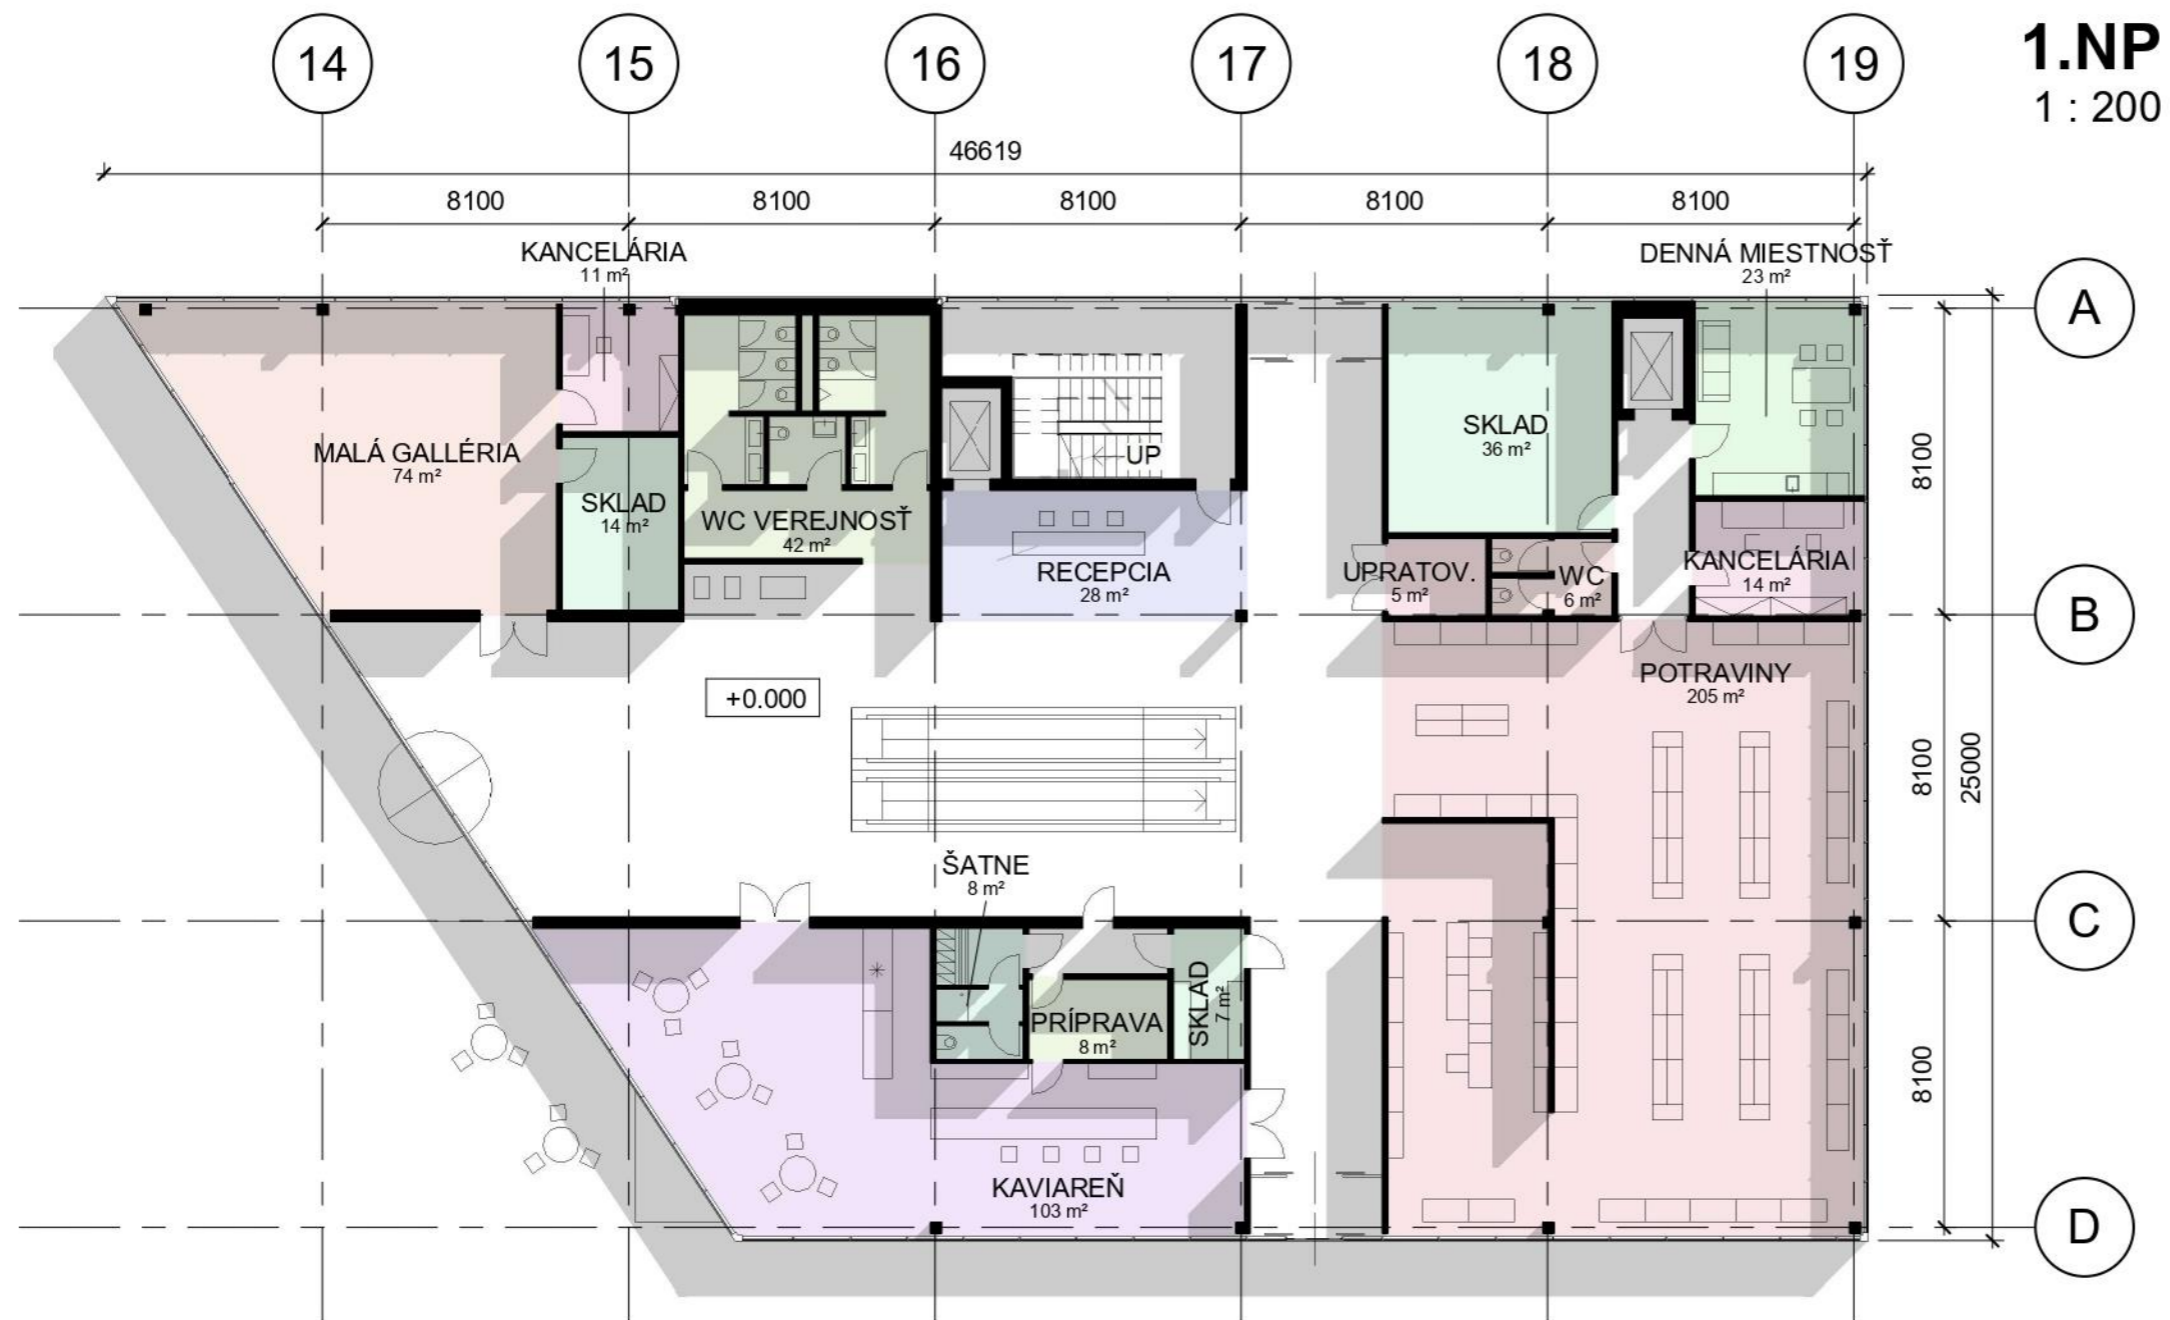 14
15
16
17
18
19
1.NP
1 : 200
46619
8100
8100
8100
8100
8100
KANCELÁRIA
11 m²
DENNÁ MIESTNOSŤ
23 m²
A
MALÁ GALLÉRIA
74 m²
SKLAD
14 m²
WC VEREJNOSŤ
42 m²
UP
RECEPCIA
28 m²
SKLAD
36 m²
UPRATOV.
5 m²
WC
6 m²
KANCELÁRIA
14 m²
8100
B
+0.000
POTRAVINY
205 m²
8100
25000
ŠATNE
8 m²
C
PRÍPRAVA
8 m²
SKLAD
7 m²
8100
KAVIAREŇ
103 m²
D